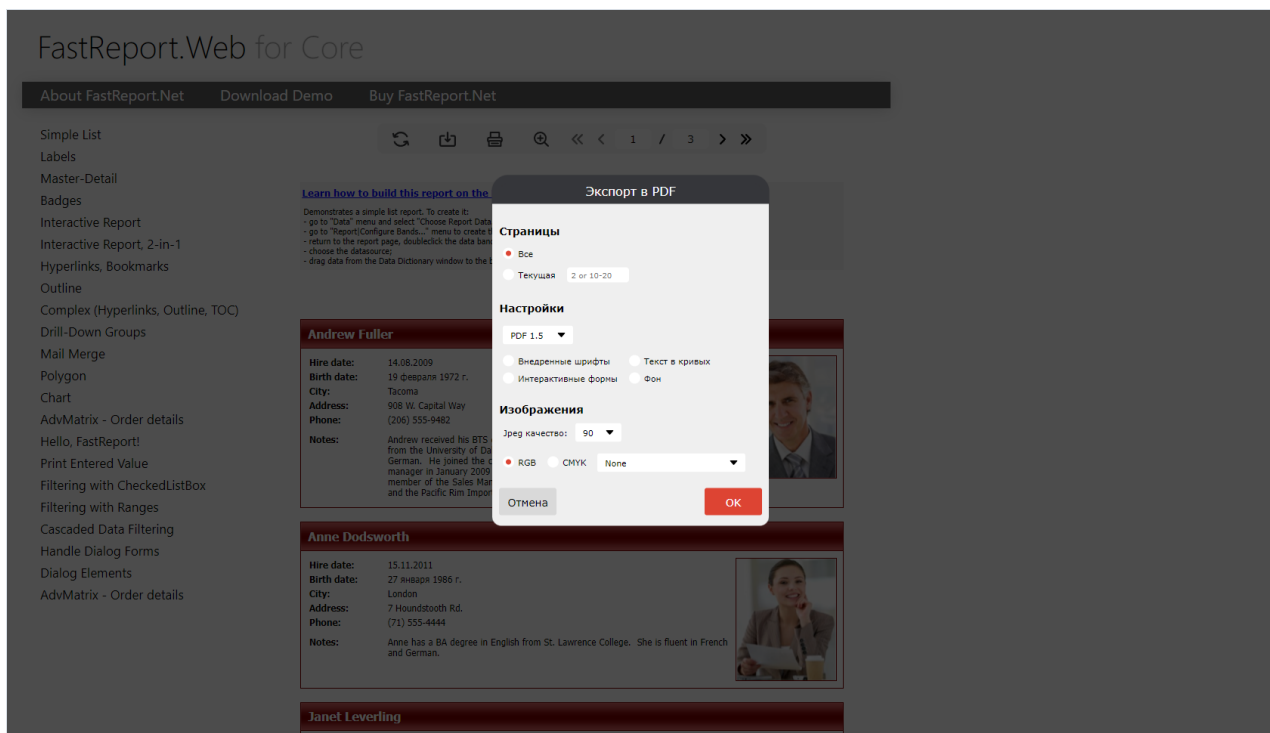 FastReport.Web for Core
About FastReport.Net Download Demo Buy FastReport.Net
Simple List
Labels
Master-Detail
Badges
Interactive Report
Interactive Report, 2-in-1
Hyperlinks, Bookmarks
Outline
Complex (Hyperlinks, Outline, TOC)
Drill-Down Groups
Mail Merge
Polygon
Chart
AdvMatrix - Order details
Hello, FastReport!
Print Entered Value
Filtering with CheckedListBox
Filtering with Ranges
Cascaded Data Filtering
Handle Dialog Forms
Dialog Elements
AdvMatrix - Order details
1 / 3
Learn how to build this report on the
Demonstrates a simple list report. To create it:
- go to "Data" menu and select "Choose Report Data
- go to "Report|Configure Bands..." menu to create t
- return to the report page, doubleclick the data ban
- choose the datasource;
- drag data from the Data Dictionary window to the b
Экспорт в PDF
Страницы
Все
Текущая 2 or 10-20
Настройки
PDF 1.5
Внедренные шрифты Текст в кривых
Интерактивные формы Фон
Изображения
Jpeg качество: 90
RGB CMYK None
Отмена OK
Andrew Fuller
Hire date: 14.08.2009
Birth date: 19 февраля 1972 г.
City: Tacoma
Address: 908 W. Capital Way
Phone: (206) 555-9482
Notes: Andrew received his BTS
from the University of Da
German. He joined the c
manager in January 2009
member of the Sales Mar
and the Pacific Rim Impor
Anne Dodsworth
Hire date: 15.11.2011
Birth date: 27 января 1986 г.
City: London
Address: 7 Houndstooth Rd.
Phone: (71) 555-4444
Notes: Anne has a BA degree in English from St. Lawrence College. She is fluent in French
and German.
Janet Leverling